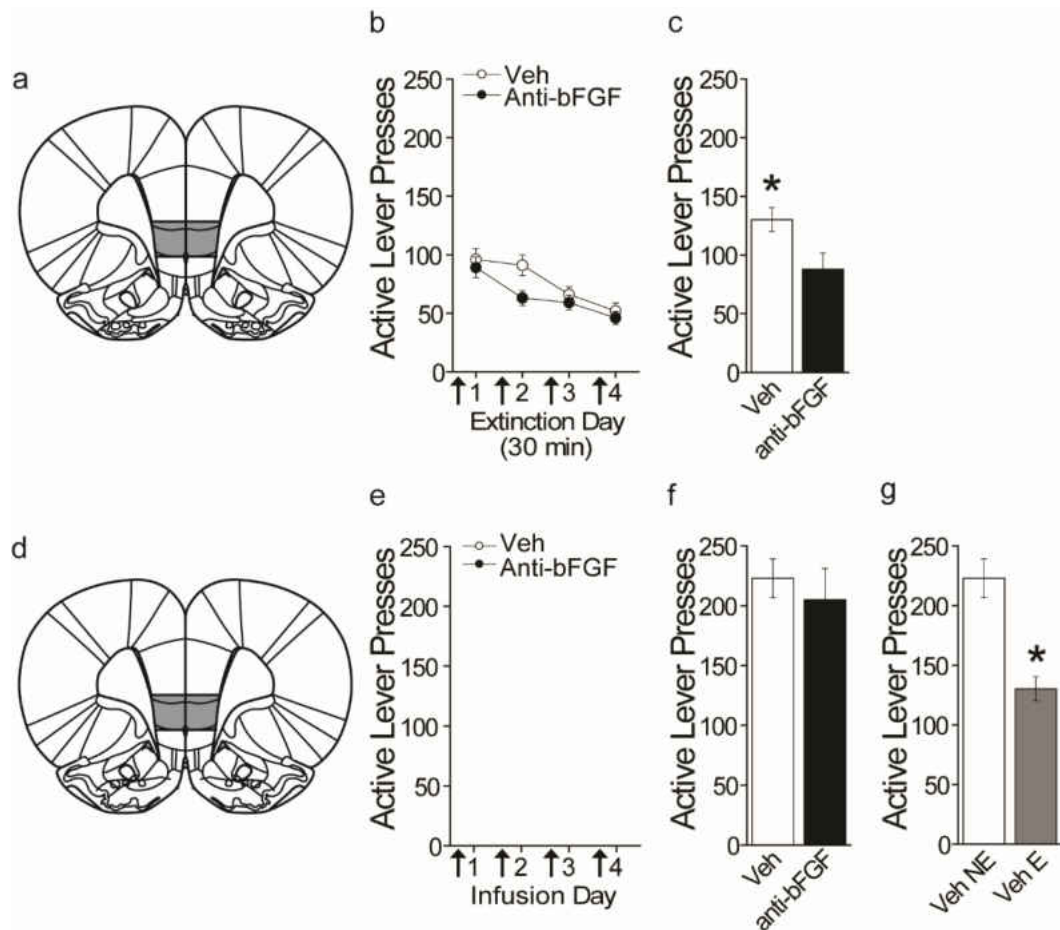 a
b
Active Lever Presses
250
200
150
100
50
0
Veh
Anti-bFGF
1 2 3 4
Extinction Day
(30 min)
c
Active Lever Presses
250
200
150
100
50
0
*
Veh
anti-bFGF
d
e
Active Lever Presses
250
200
150
100
50
0
Veh
Anti-bFGF
1 2 3 4
Infusion Day
f
Active Lever Presses
250
200
150
100
50
0
Veh
anti-bFGF
g
Active Lever Presses
250
200
150
100
50
0
*
Veh NE
Veh E